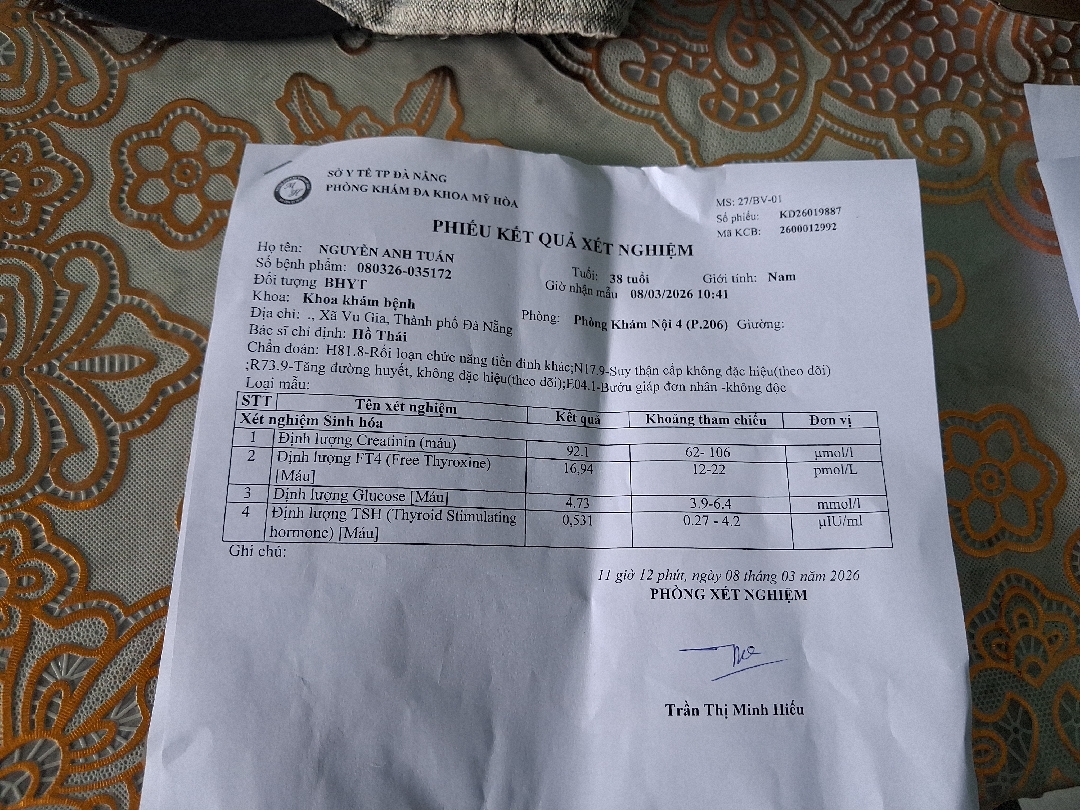 SỞ Y TẾ TP ĐÀ NẴNG
PHÒNG KHÁM ĐA KHOA MỸ HÒA
MS: 27/BV-01
Số phiếu: KD26019887
Mã KCB: 2600012992
PHIẾU KẾT QUẢ XÉT NGHIỆM
Họ tên: NGUYỄN ANH TUẤN Tuổi: 38 tuổi Giới tính: Nam
Số bệnh phẩm: 080326-035172 Giờ nhận mẫu 08/03/2026 10:41
Đối tượng BHYT
Khoa: Khoa khám bệnh Phòng: Phòng Khám Nội 4 (P.206) Giường:
Địa chỉ: ., Xã Vu Gia, Thành phố Đà Nẵng
Bác sĩ chỉ định: Hồ Thái
Chẩn đoán: H81.8-Rối loạn chức năng tiền đình khác;N17.9-Suy thận cấp không đặc hiệu(theo dõi)
;R73.9-Tăng đường huyết, không đặc hiệu(theo dõi);E04.1-Bướu giáp đơn nhân -không độc
Loại mẫu:
STT Tên xét nghiệm Kết quả Khoảng tham chiếu Đơn vị
Xét nghiệm Sinh hóa
1 Định lượng Creatinin (máu) 92.1 62- 106 µmol/l
2 Định lượng FT4 (Free Thyroxine) [Máu] 16,94 12-22 pmol/L
3 Định lượng Glucose [Máu] 4.73 3.9-6.4 mmol/l
4 Định lượng TSH (Thyroid Stimulating hormone) [Máu] 0,531 0.27 - 4.2 µIU/ml
Ghi chú:
11 giờ 12 phút, ngày 08 tháng 03 năm 2026
PHÒNG XÉT NGHIỆM
Trần Thị Minh Hiếu